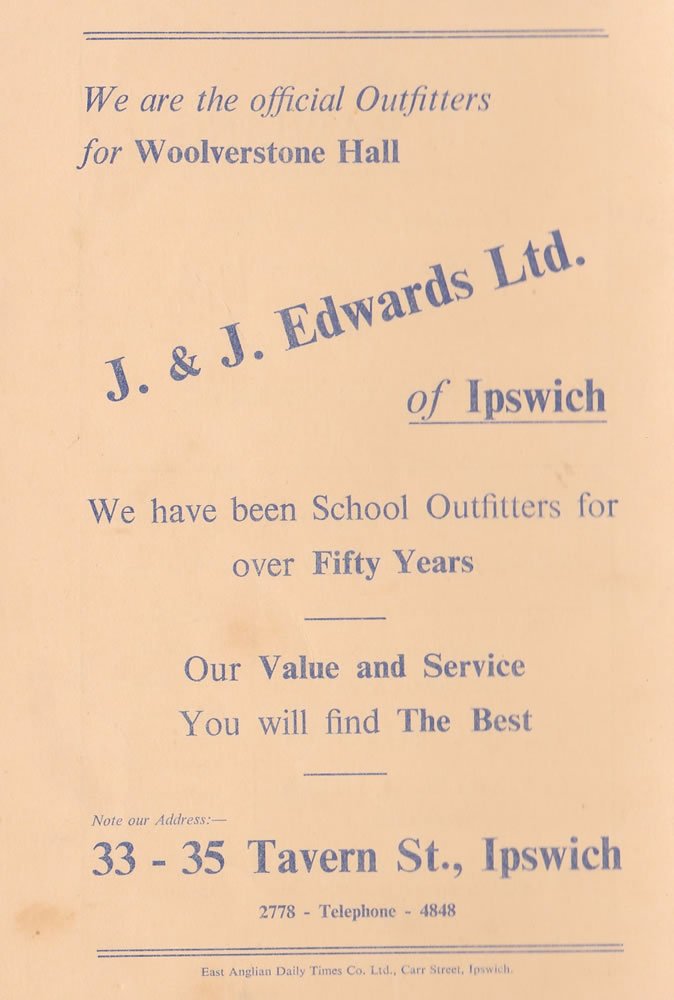 We are the official Outfitters
for Woolverstone Hall
J. & J. Edwards Ltd.
of Ipswich
We have been School Outfitters for
over Fifty Years
Our Value and Service
You will find The Best
Note our Address:—
33 - 35 Tavern St., Ipswich
2778 - Telephone - 4848
East Anglian Daily Times Co. Ltd., Carr Street, Ipswich.